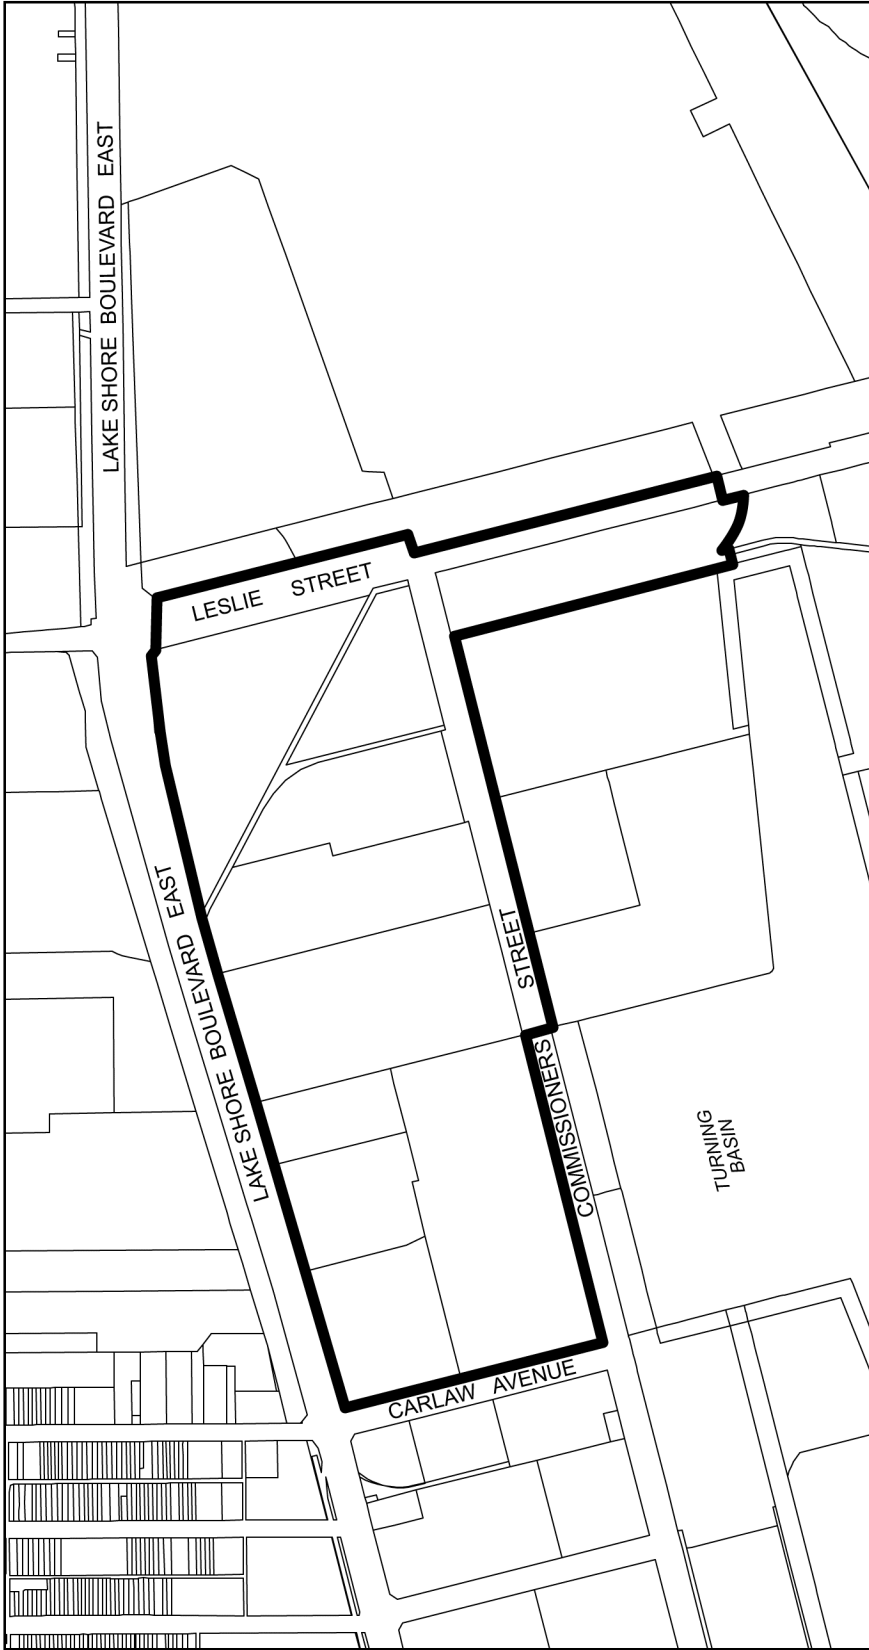 LAKE SHORE BOULEVARD EAST
LESLIE STREET
LAKE SHORE BOULEVARD EAST
COMMISSIONERS STREET
TURNING
BASIN
CARLAW AVENUE